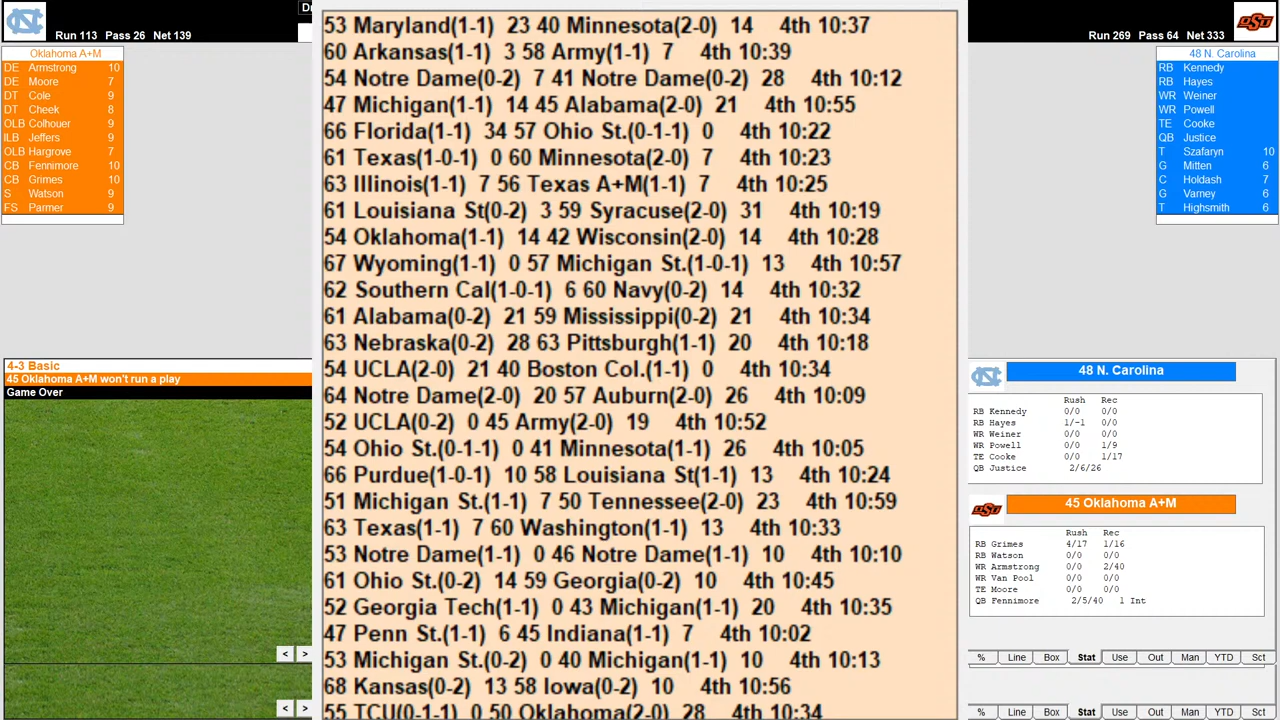 Run 113 Pass 26 Net 139
Oklahoma A+M
DE Armstrong 10
DE Moore 7
DT Cole 9
DT Cheek 8
OLB Colhouer 9
ILB Jeffers 9
OLB Hargrove 7
CB Fennimore 10
CB Grimes 10
S Watson 9
FS Parmer 9
4-3 Basic
45 Oklahoma A+M won't run a play
Game Over
< >
< >
53 Maryland(1-1) 23 40 Minnesota(2-0) 14 4th 10:37
60 Arkansas(1-1) 3 58 Army(1-1) 7 4th 10:39
54 Notre Dame(0-2) 7 41 Notre Dame(0-2) 28 4th 10:12
47 Michigan(1-1) 14 45 Alabama(2-0) 21 4th 10:55
66 Florida(1-1) 34 57 Ohio St.(0-1-1) 0 4th 10:22
61 Texas(1-0-1) 0 60 Minnesota(2-0) 7 4th 10:23
63 Illinois(1-1) 7 56 Texas A+M(1-1) 7 4th 10:25
61 Louisiana St(0-2) 3 59 Syracuse(2-0) 31 4th 10:19
54 Oklahoma(1-1) 14 42 Wisconsin(2-0) 14 4th 10:28
67 Wyoming(1-1) 0 57 Michigan St.(1-0-1) 13 4th 10:57
62 Southern Cal(1-0-1) 6 60 Navy(0-2) 14 4th 10:32
61 Alabama(0-2) 21 59 Mississippi(0-2) 21 4th 10:34
63 Nebraska(0-2) 28 63 Pittsburgh(1-1) 20 4th 10:18
54 UCLA(2-0) 21 40 Boston Col.(1-1) 0 4th 10:34
64 Notre Dame(2-0) 20 57 Auburn(2-0) 26 4th 10:09
52 UCLA(0-2) 0 45 Army(2-0) 19 4th 10:52
54 Ohio St.(0-1-1) 0 41 Minnesota(1-1) 26 4th 10:05
66 Purdue(1-0-1) 10 58 Louisiana St(1-1) 13 4th 10:24
51 Michigan St.(1-1) 7 50 Tennessee(2-0) 23 4th 10:59
63 Texas(1-1) 7 60 Washington(1-1) 13 4th 10:33
53 Notre Dame(1-1) 0 46 Notre Dame(1-1) 10 4th 10:10
61 Ohio St.(0-2) 14 59 Georgia(0-2) 10 4th 10:45
52 Georgia Tech(1-1) 0 43 Michigan(1-1) 20 4th 10:35
47 Penn St.(1-1) 6 45 Indiana(1-1) 7 4th 10:02
53 Michigan St.(0-2) 0 40 Michigan(1-1) 10 4th 10:13
68 Kansas(0-2) 13 58 Iowa(0-2) 10 4th 10:56
55 TCU(0-1-1) 0 50 Oklahoma(2-0) 28 4th 10:34
Run 269 Pass 64 Net 333
48 N. Carolina
RB Kennedy
RB Hayes
WR Weiner
WR Powell
TE Cooke
QB Justice
T Szafaryn 10
G Mitten 6
C Holdash 7
G Varney 6
T Highsmith 6
48 N. Carolina
Rush Rec
RB Kennedy 0/0 0/0
RB Hayes 1/-1 0/0
WR Weiner 0/0 0/0
WR Powell 0/0 1/9
TE Cooke 0/0 1/17
QB Justice 2/6/26
45 Oklahoma A+M
Rush Rec
RB Grimes 4/17 1/16
RB Watson 0/0 0/0
WR Armstrong 0/0 2/40
WR Van Pool 0/0 0/0
TE Moore 0/0 0/0
QB Fennimore 2/5/40 1 Int
% Line Box Stat Use Out Man YTD Sct
% Line Box Stat Use Out Man YTD Sct